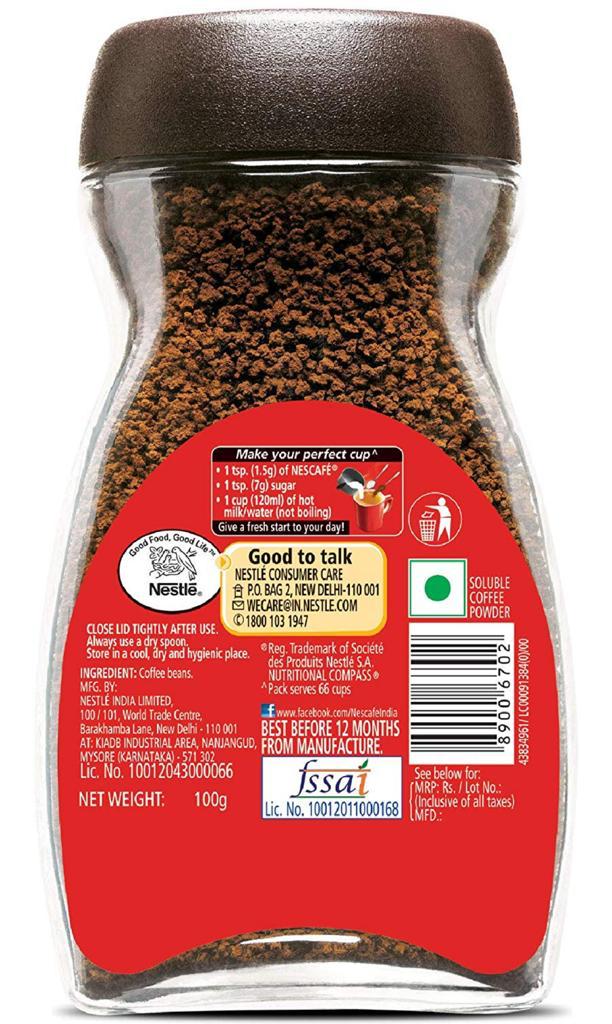 Make your perfect cup^
• 1 tsp. (1.5g) of NESCAFÉ®
• 1 tsp. (7g) sugar
• 1 cup (120ml) of hot
milk/water (not boiling)
Give a fresh start to your day!
Good Food, Good Life™
Nestlé®
Good to talk
NESTLÉ CONSUMER CARE
P.O. BAG 2, NEW DELHI-110 001
WECARE@IN.NESTLE.COM
1800 103 1947
SOLUBLE
COFFEE
POWDER
CLOSE LID TIGHTLY AFTER USE.
Always use a dry spoon.
Store in a cool, dry and hygienic place.
INGREDIENT: Coffee beans.
MFG. BY:
NESTLÉ INDIA LIMITED,
100 / 101, World Trade Centre,
Barakhamba Lane, New Delhi - 110 001
AT: KIADB INDUSTRIAL AREA, NANJANGUD,
MYSORE (KARNATAKA) - 571 302
Lic. No. 10012043000066
NET WEIGHT: 100g
®Reg. Trademark of Société
des Produits Nestlé S.A.
NUTRITIONAL COMPASS®
^Pack serves 66 cups
f www.facebook.com/NescafeIndia
BEST BEFORE 12 MONTHS
FROM MANUFACTURE.
fssai
Lic. No. 10012011000168
89006702
43834961/ LC00091384(0)00
See below for:
MRP: Rs. / Lot No.:
(Inclusive of all taxes)
MFD.: